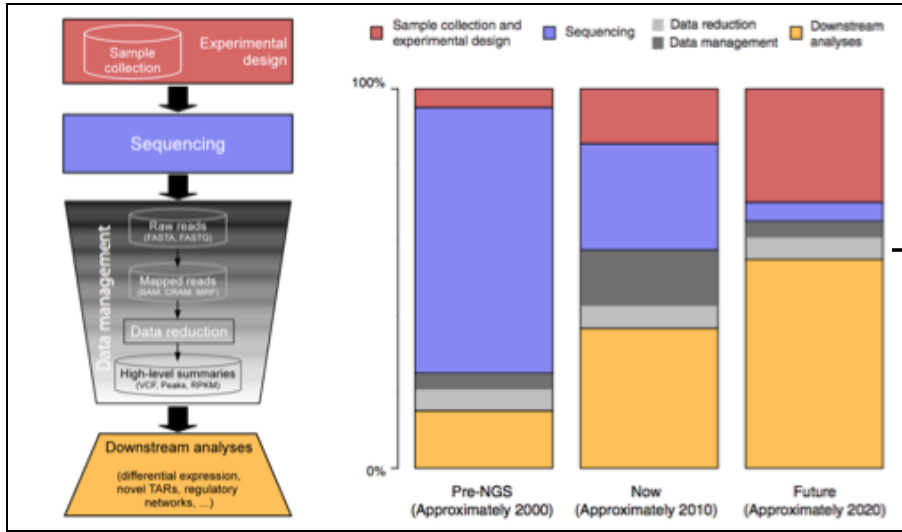 Sample
collection
Experimental
design
Sequencing
Data management
Raw reads
(FASTA, FASTQ)
Mapped reads
(BAM, CRAM, MRF)
Data reduction
High-level summaries
(VCF, Peaks, RPKM)
Downstream analyses
(differential expression,
novel TARs, regulatory
networks, ...)
Sample collection and
experimental design
Sequencing
Data reduction
Data management
Downstream
analyses
100%
0%
Pre-NGS
(Approximately 2000)
Now
(Approximately 2010)
Future
(Approximately 2020)